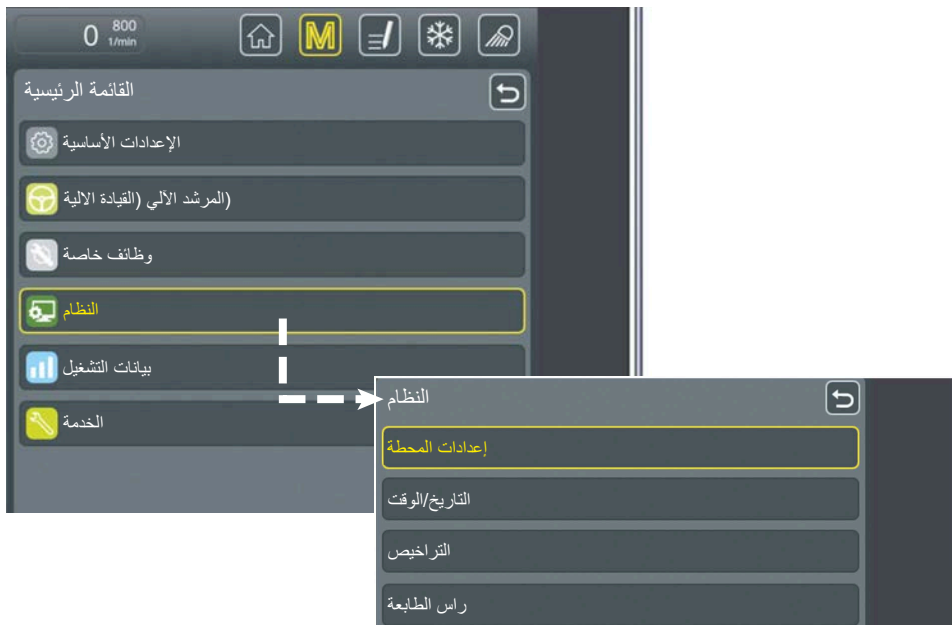 0 800 1/min
M
القائمة الرئيسية
الإعدادات الأساسية
(المرشد الآلي (القيادة الالية
وظائف خاصة
النظام
بيانات التشغيل
الخدمة
النظام
إعدادات المحطة
التاريخ/الوقت
التراخيص
راس الطابعة